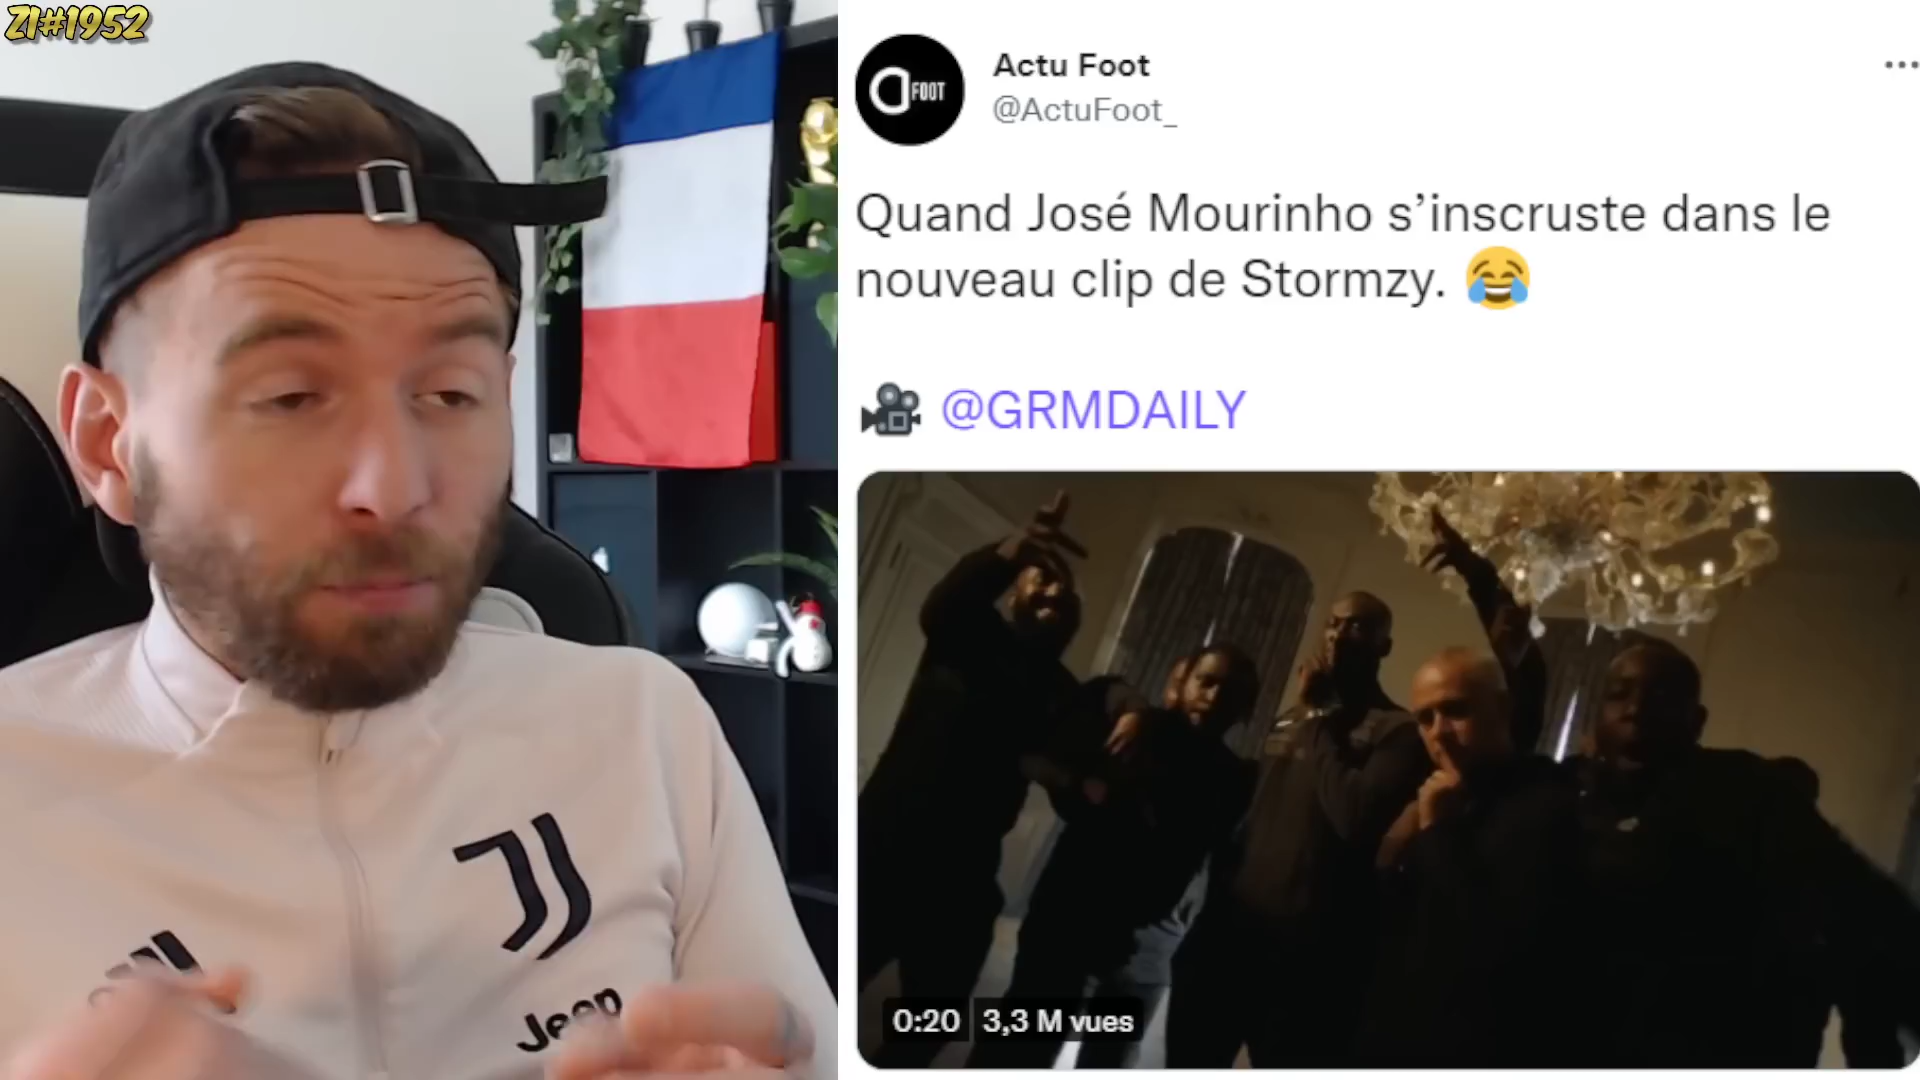 ZI#1952
FOOT
Actu Foot
@ActuFoot_
Quand José Mourinho s’inscruste dans le
nouveau clip de Stormzy. 😂
🎥 @GRMDAILY
0:20 3,3 M vues
Jeep